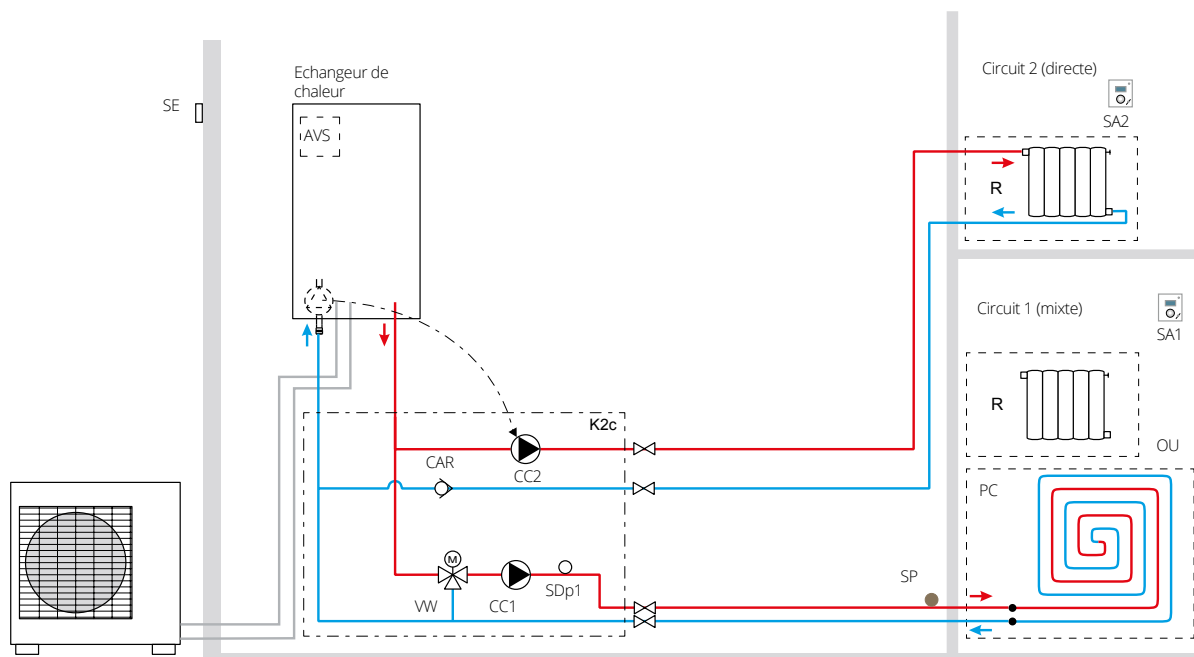 Echangeur de
chaleur
AVS
SE
Circuit 2 (directe)
SA2
R
Circuit 1 (mixte)
SA1
R
OU
K2c
CAR
CC2
PC
M
VW
CC1
SDp1
SP